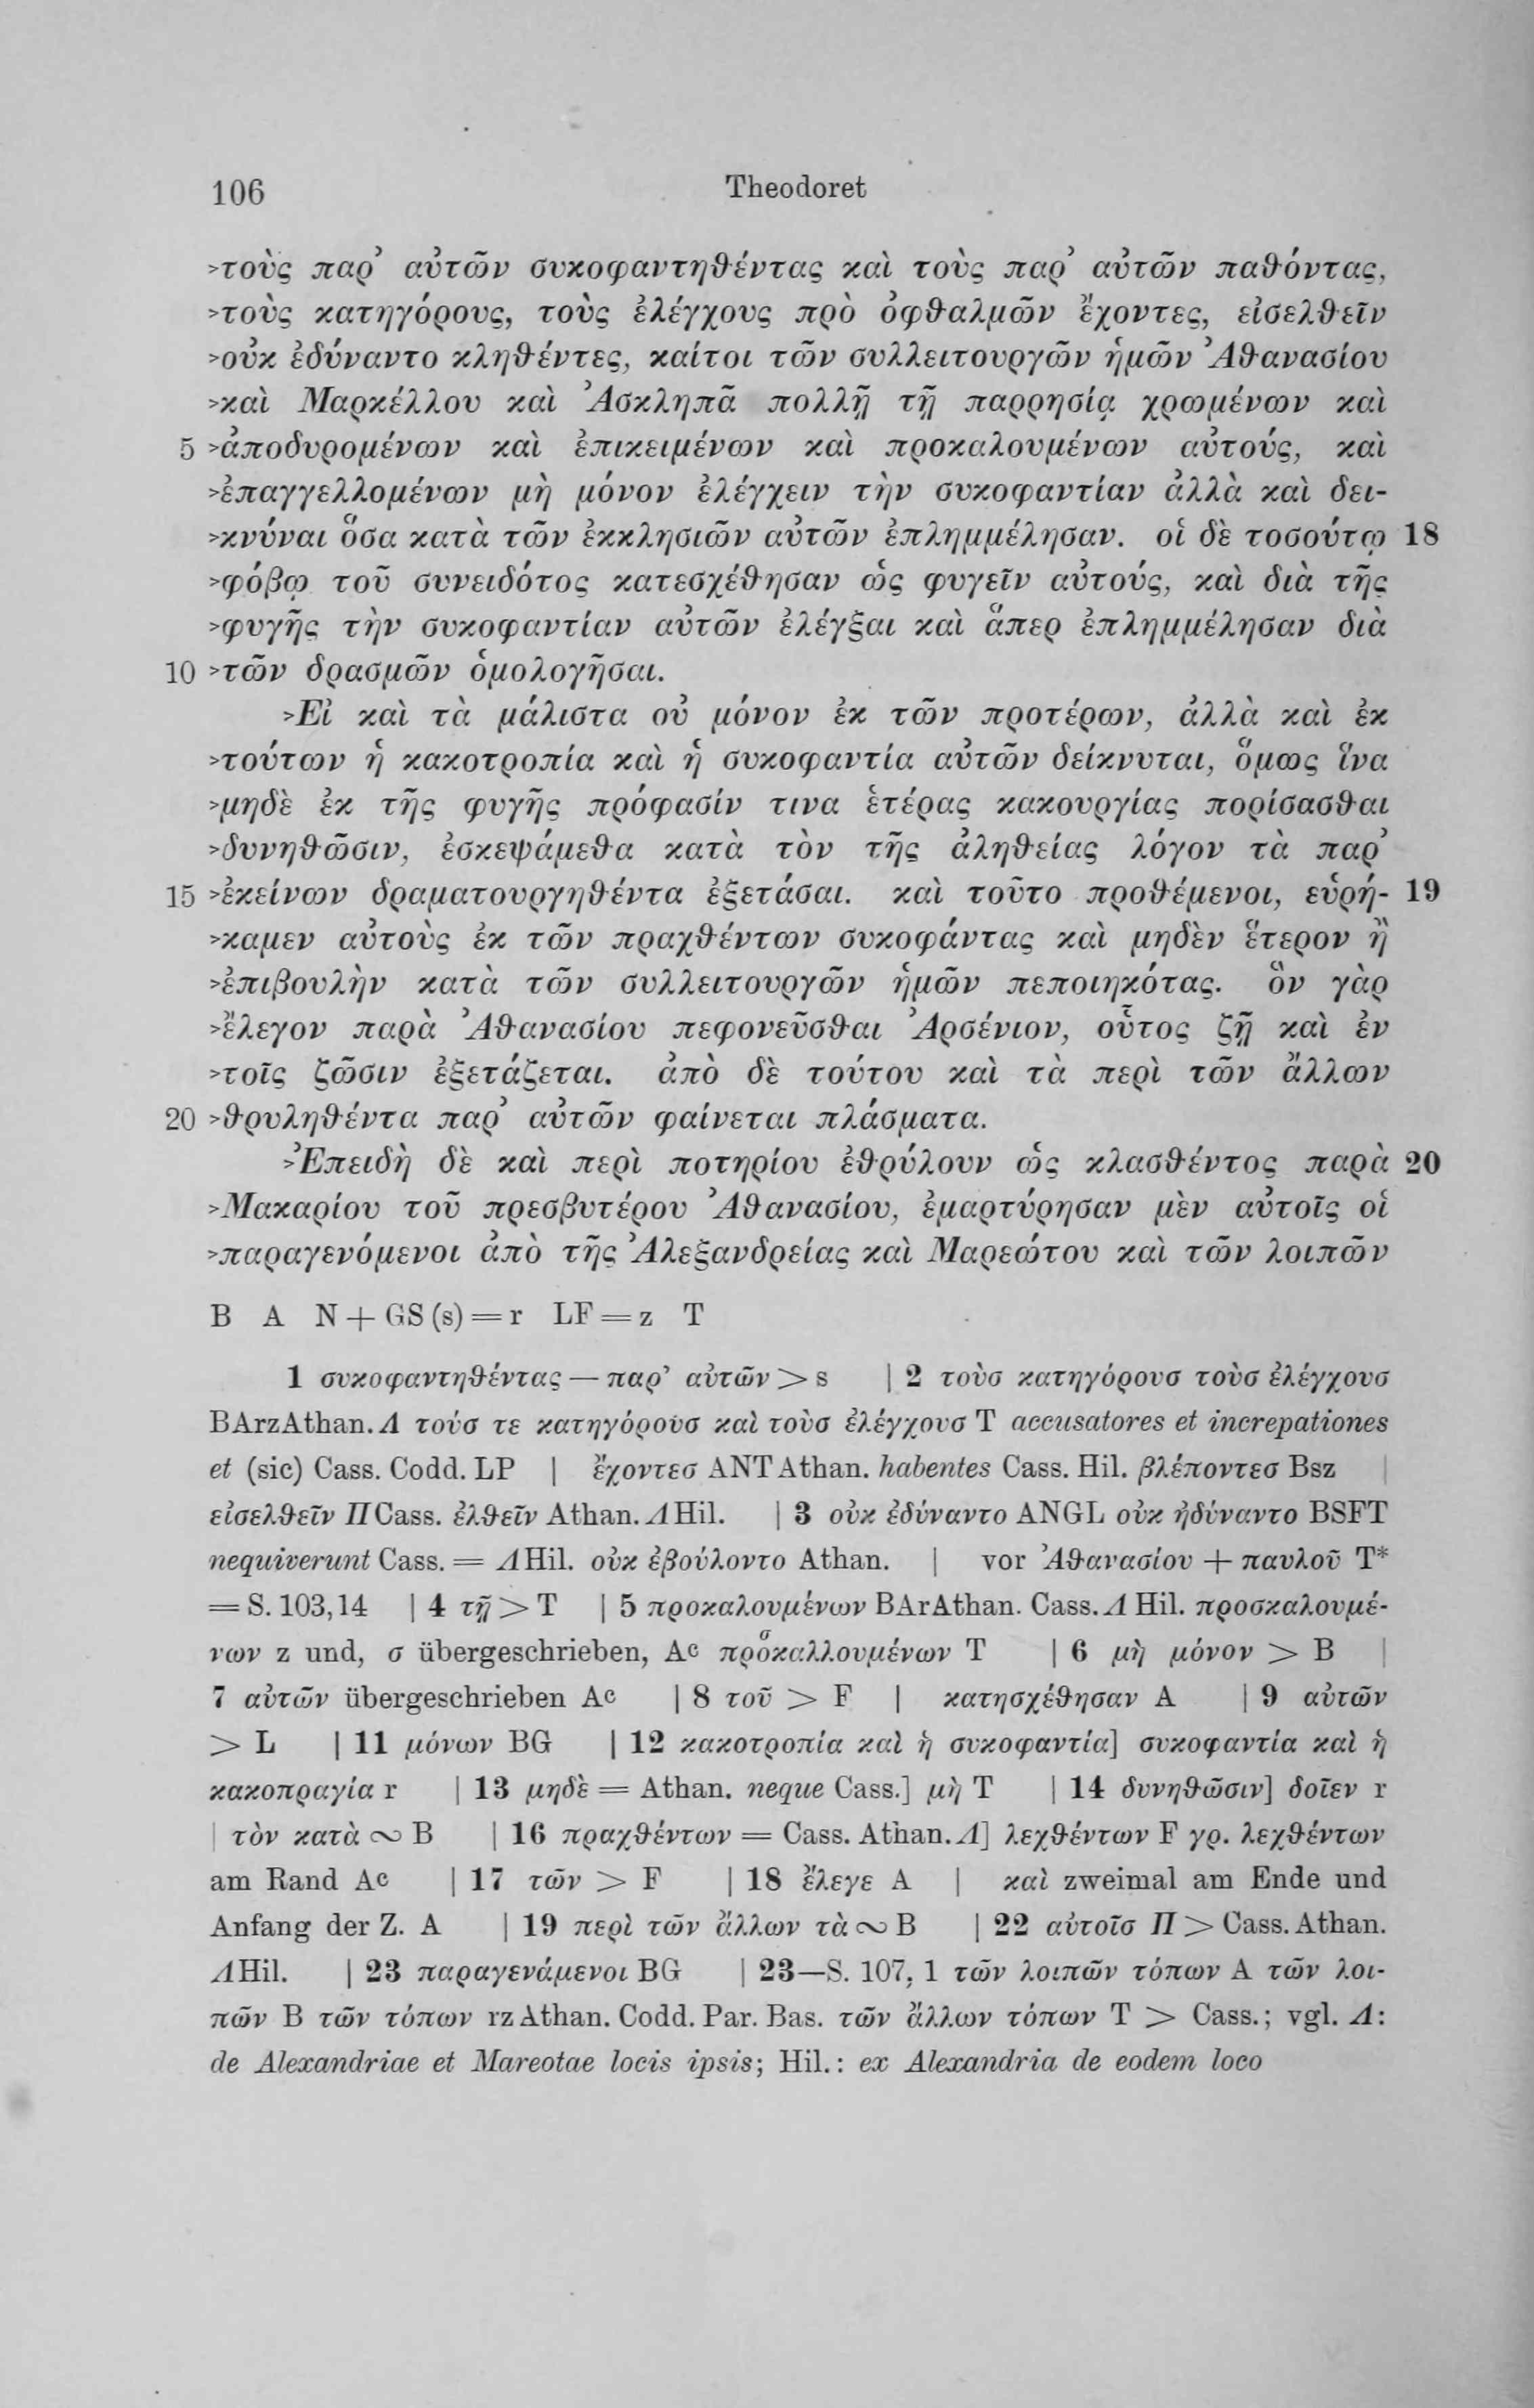 106 Theodoret
>τοὺς παρ’ αὐτῶν συκοφαντηθέντας καὶ τοὺς παρ’ αὐτῶν παθόντας,
>τοὺς κατηγόρους, τοὺς ἐλέγχους πρὸ ὀφθαλμῶν ἔχοντες, εἰσελθεῖν
>οὐκ ἐδύναντο κληθέντες, καίτοι τῶν συλλειτουργῶν ἡμῶν Ἀθανασίου
>καὶ Μαρκέλλου καὶ Ἀσκληπᾶ πολλῇ τῇ παρρησίᾳ χρωμένων καὶ
5 >ἀποδυρομένων καὶ ἐπικειμένων καὶ προκαλουμένων αὐτούς, καὶ
>ἐπαγγελλομένων μὴ μόνον ἐλέγχειν τὴν συκοφαντίαν ἀλλὰ καὶ δει-
>κνύναι ὅσα κατὰ τῶν ἐκκλησιῶν αὐτῶν ἐπλημμέλησαν. οἱ δὲ τοσούτῳ 18
>φόβῳ τοῦ συνειδότος κατεσχέθησαν ὡς φυγεῖν αὐτούς, καὶ διὰ τῆς
>φυγῆς τὴν συκοφαντίαν αὐτῶν ἐλέγξαι καὶ ἅπερ ἐπλημμέλησαν διὰ
10 >τῶν δρασμῶν ὁμολογῆσαι.
>Εἰ καὶ τὰ μάλιστα οὐ μόνον ἐκ τῶν προτέρων, ἀλλὰ καὶ ἐκ
>τούτων ἡ κακοτροπία καὶ ἡ συκοφαντία αὐτῶν δείκνυται, ὅμως ἵνα
>μηδὲ ἐκ τῆς φυγῆς πρόφασίν τινα ἑτέρας κακουργίας πορίσασθαι
>δυνηθῶσιν, ἐσκεψάμεθα κατὰ τὸν τῆς ἀληθείας λόγον τὰ παρ’
15 >ἐκείνων δραματουργηθέντα ἐξετάσαι. καὶ τοῦτο προθέμενοι, εὑρή- 19
>καμεν αὐτοὺς ἐκ τῶν πραχθέντων συκοφάντας καὶ μηδὲν ἕτερον ἢ
>ἐπιβουλὴν κατὰ τῶν συλλειτουργῶν ἡμῶν πεποιηκότας. ὃν γὰρ
>ἔλεγον παρὰ Ἀθανασίου πεφονεῦσθαι Ἀρσένιον, οὗτος ζῇ καὶ ἐν
>τοῖς ζῶσιν ἐξετάζεται. ἀπὸ δὲ τούτου καὶ τὰ περὶ τῶν ἄλλων
20 >θρυληθέντα παρ’ αὐτῶν φαίνεται πλάσματα.
>Ἐπειδὴ δὲ καὶ περὶ ποτηρίου ἐθρύλουν ὡς κλασθέντος παρὰ 20
>Μακαρίου τοῦ πρεσβυτέρου Ἀθανασίου, ἐμαρτύρησαν μὲν αὐτοῖς οἱ
>παραγενόμενοι ἀπὸ τῆς Ἀλεξανδρείας καὶ Μαρεώτου καὶ τῶν λοιπῶν
B A N + GS (s) = r LF = z T
1 συκοφαντηθέντας — παρ’ αὐτῶν > s | 2 τοὺσ κατηγόρουσ τοὺσ ἐλέγχουσ
BArzAthan. Λ τούσ τε κατηγόρουσ καὶ τοὺσ ἐλέγχουσ T accusatores et increpationes
et (sic) Cass. Codd. LP | ἔχοντεσ ANT Athan. habentes Cass. Hil. βλέποντεσ Bsz |
εἰσελθεῖν Π Cass. ἐλθεῖν Athan. Λ Hil. | 3 οὐκ ἐδύναντο ANGL οὐκ ἠδύναντο BSFT
nequiverunt Cass. = Λ Hil. οὐκ ἐβούλοντο Athan. | vor Ἀθανασίου + παυλοῦ T*
= S. 103,14 | 4 τῇ > T | 5 προκαλουμένων BArAthan. Cass. Λ Hil. προσκαλουμέ-
νων z und, σ übergeschrieben, Ac προσκαλλουμένων T | 6 μὴ μόνον > B |
7 αὐτῶν übergeschrieben Ac | 8 τοῦ > F | κατησχέθησαν A | 9 αὐτῶν
> L | 11 μόνων BG | 12 κακοτροπία καὶ ἡ συκοφαντία] συκοφαντία καὶ ἡ
κακοπραγία r | 13 μηδὲ = Athan. neque Cass.] μὴ T | 14 δυνηθῶσιν] δοῖεν r
| τὸν κατὰ ∾ B | 16 πραχθέντων = Cass. Athan. Λ] λεχθέντων F γρ. λεχθέντων
am Rand Ac | 17 τῶν > F | 18 ἔλεγε A | καὶ zweimal am Ende und
Anfang der Z. A | 19 περὶ τῶν ἄλλων τὰ ∾ B | 22 αὐτοῖσ Π > Cass. Athan.
Λ Hil. | 23 παραγενάμενοι BG | 23—S. 107, 1 τῶν λοιπῶν τόπων A τῶν λοι-
πῶν B τῶν τόπων rz Athan. Codd. Par. Bas. τῶν ἄλλων τόπων T > Cass.; vgl. Λ:
de Alexandriae et Mareotae locis ipsis; Hil.: ex Alexandria de eodem loco